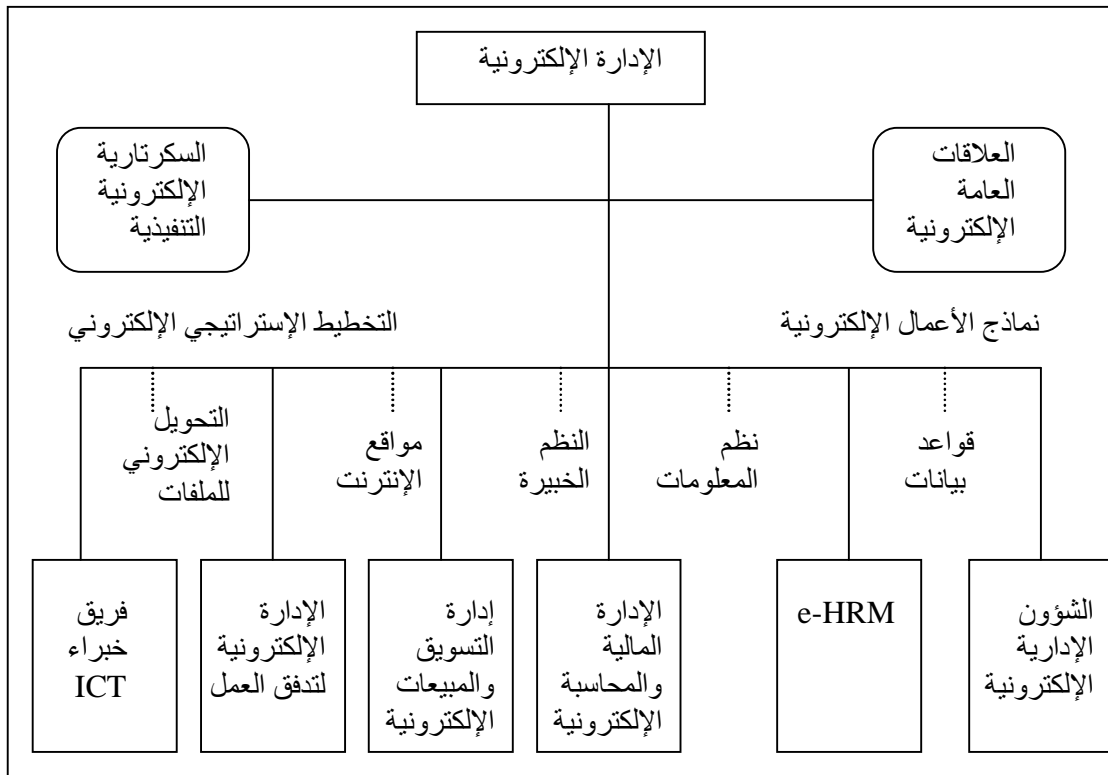 الإدارة الإلكترونية
العلاقات
العامة
الإلكترونية
السكرتارية
الإلكترونية
التنفيذية
نماذج الأعمال الإلكترونية
التخطيط الإستراتيجي الإلكتروني
قواعد
بيانات
نظم
المعلومات
النظم
الخبيرة
مواقع
الإنترنت
التحويل
الإلكتروني
للملفات
الشؤون
الإدارية
الإلكترونية
e-HRM
الإدارة
المالية
والمحاسبة
الإلكترونية
إدارة
التسويق
والمبيعات
الإلكترونية
الإدارة
الإلكترونية
لتدفق العمل
فريق
خبراء
ICT